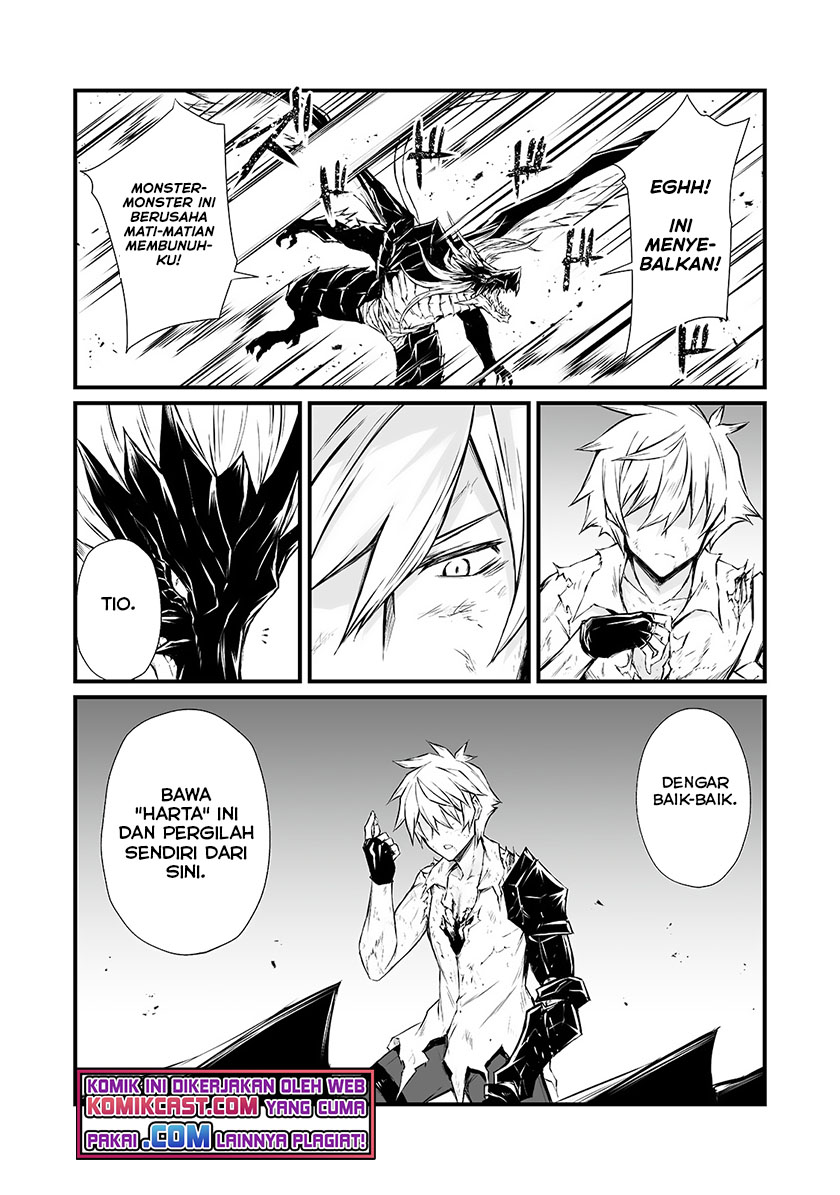 EGHH!
INI
MENYE-
BALKAN!
MONSTER-
MONSTER INI
BERUSAHA
MATI-MATIAN
MEMBUNUH-
KU!
TIO.
DENGAR
BAIK-BAIK.
BAWA
"HARTA" INI
DAN PERGILAH
SENDIRI DARI
SINI.
KOMIK INI DIKERJAKAN OLEH WEB
KOMIKCAST.COM YANG CUMA
PAKAI .COM LAINNYA PLAGIAT!